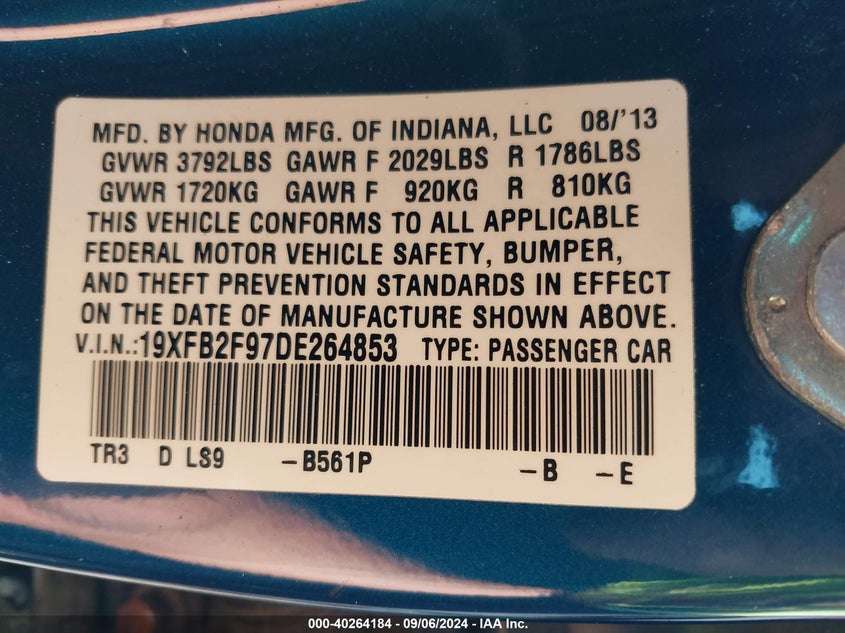 MFD. BY HONDA MFG. OF INDIANA, LLC 08/'13
GVWR 3792LBS GAWR F 2029LBS R 1786LBS
GVWR 1720KG GAWR F 920KG R 810KG
THIS VEHICLE CONFORMS TO ALL APPLICABLE
FEDERAL MOTOR VEHICLE SAFETY, BUMPER,
AND THEFT PREVENTION STANDARDS IN EFFECT
ON THE DATE OF MANUFACTURE SHOWN ABOVE.
V.I.N.:19XFB2F97DE264853 TYPE: PASSENGER CAR
TR3 D LS9 -B561P -B -E
000-40264184 - 09/06/2024 - IAA Inc.